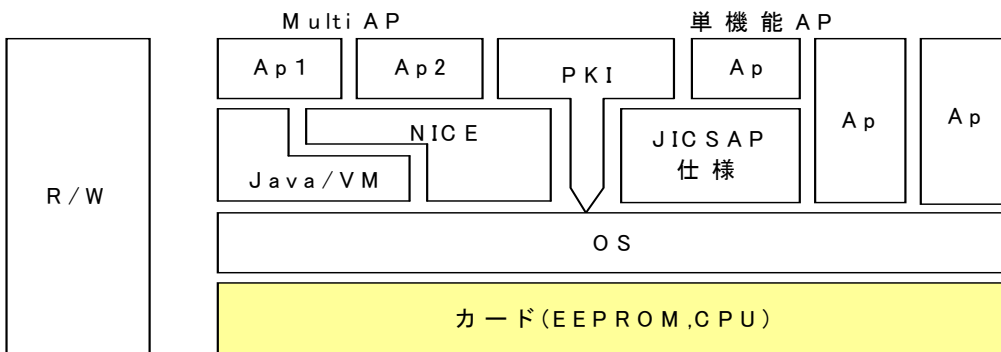 Multi AP
単機能AP
Ap1
Ap2
PKI
Ap
Ap
Ap
NICE
JICSAP
仕様
Java/VM
R/W
OS
カード(EEPROM,CPU)